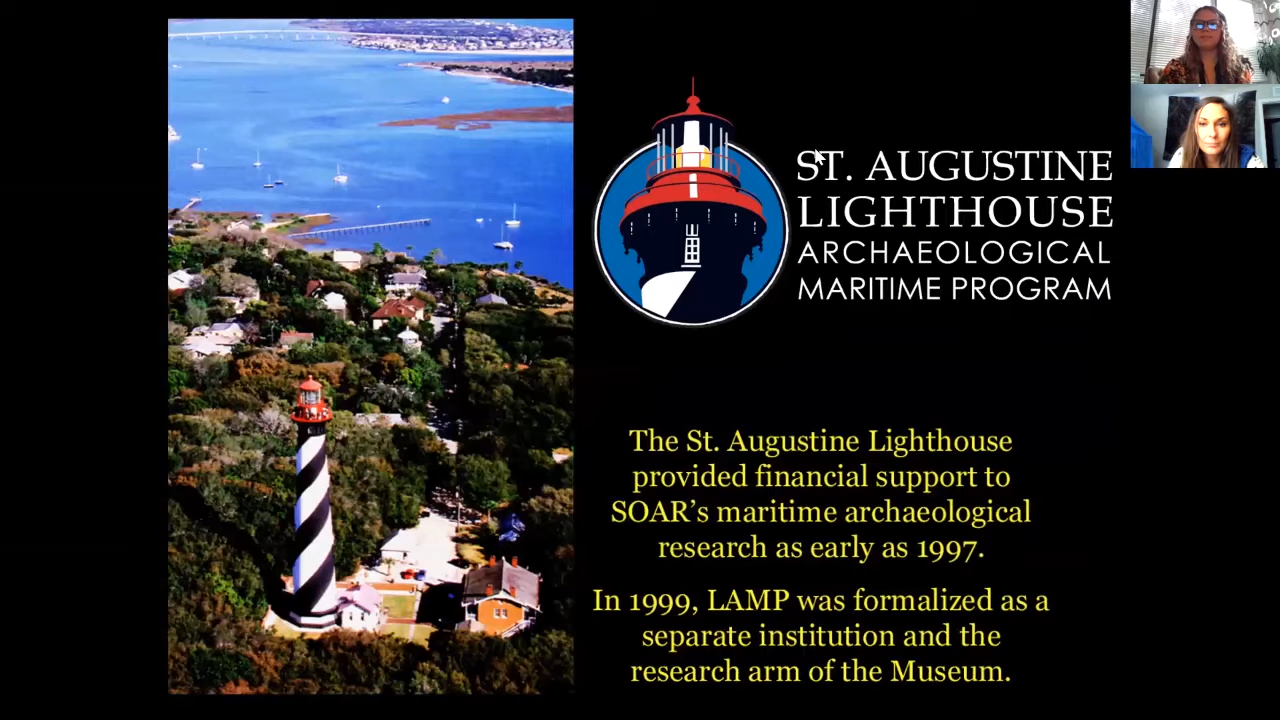 ST. AUGUSTINE
LIGHTHOUSE
ARCHAEOLOGICAL
MARITIME PROGRAM
The St. Augustine Lighthouse
provided financial support to
SOAR’s maritime archaeological
research as early as 1997.
In 1999, LAMP was formalized as a
separate institution and the
research arm of the Museum.